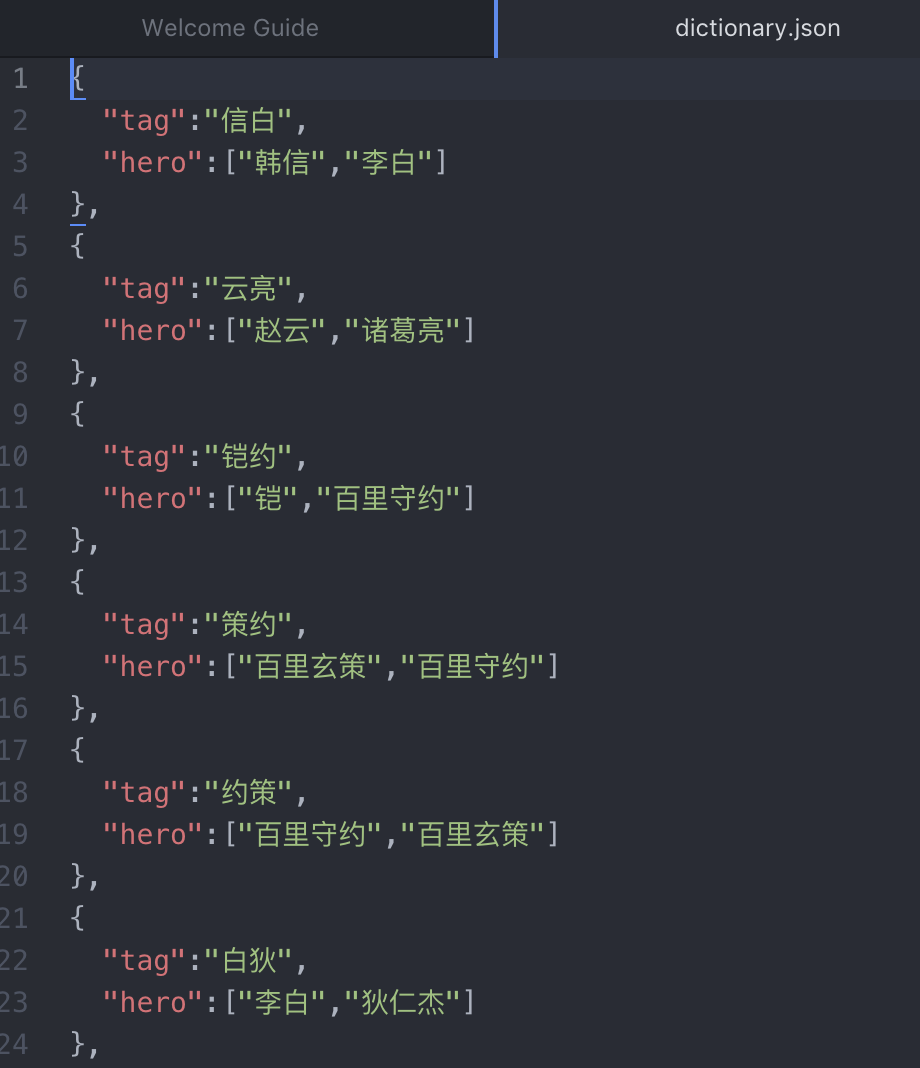 Welcome Guide
dictionary.json
1 {
2 "tag":"信白",
3 "hero":["韩信","李白"]
4 },
5 {
6 "tag":"云亮",
7 "hero":["赵云","诸葛亮"]
8 },
9 {
10 "tag":"铠约",
11 "hero":["铠","百里守约"]
12 },
13 {
14 "tag":"策约",
15 "hero":["百里玄策","百里守约"]
16 },
17 {
18 "tag":"约策",
19 "hero":["百里守约","百里玄策"]
20 },
21 {
22 "tag":"白狄",
23 "hero":["李白","狄仁杰"]
24 },